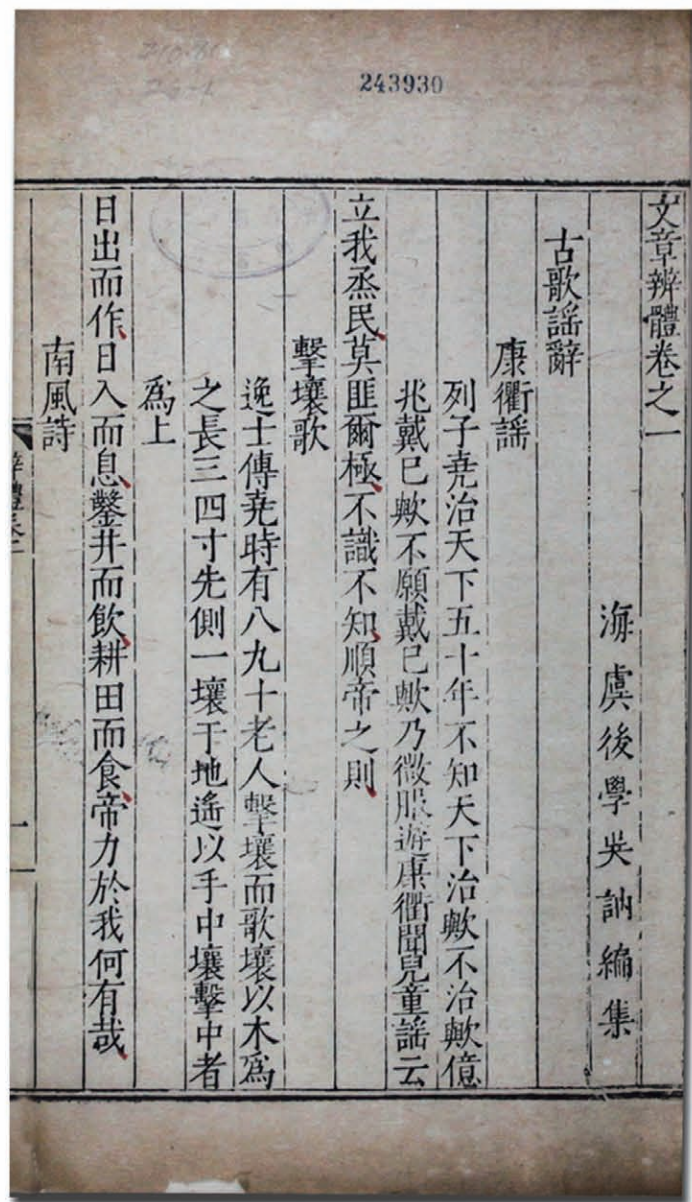 243930
文章辨體卷之一
海虞後學吳訥編集
古歌謡辭
康衢謡
列子堯治天下五十年不知天下治歟不治歟億
兆戴已歟不願戴已歟乃微服遊康衢聞兒童謡云
立我烝民莫匪爾極不識不知順帝之則
擊壤歌
逸士傳堯時有八九十老人擊壤而歌壤以木爲
之長三四寸先側一壤于地遙以手中壤擊中者
爲上
日出而作日入而息鑿井而飲耕田而食帝力於我何有哉
南風詩
一